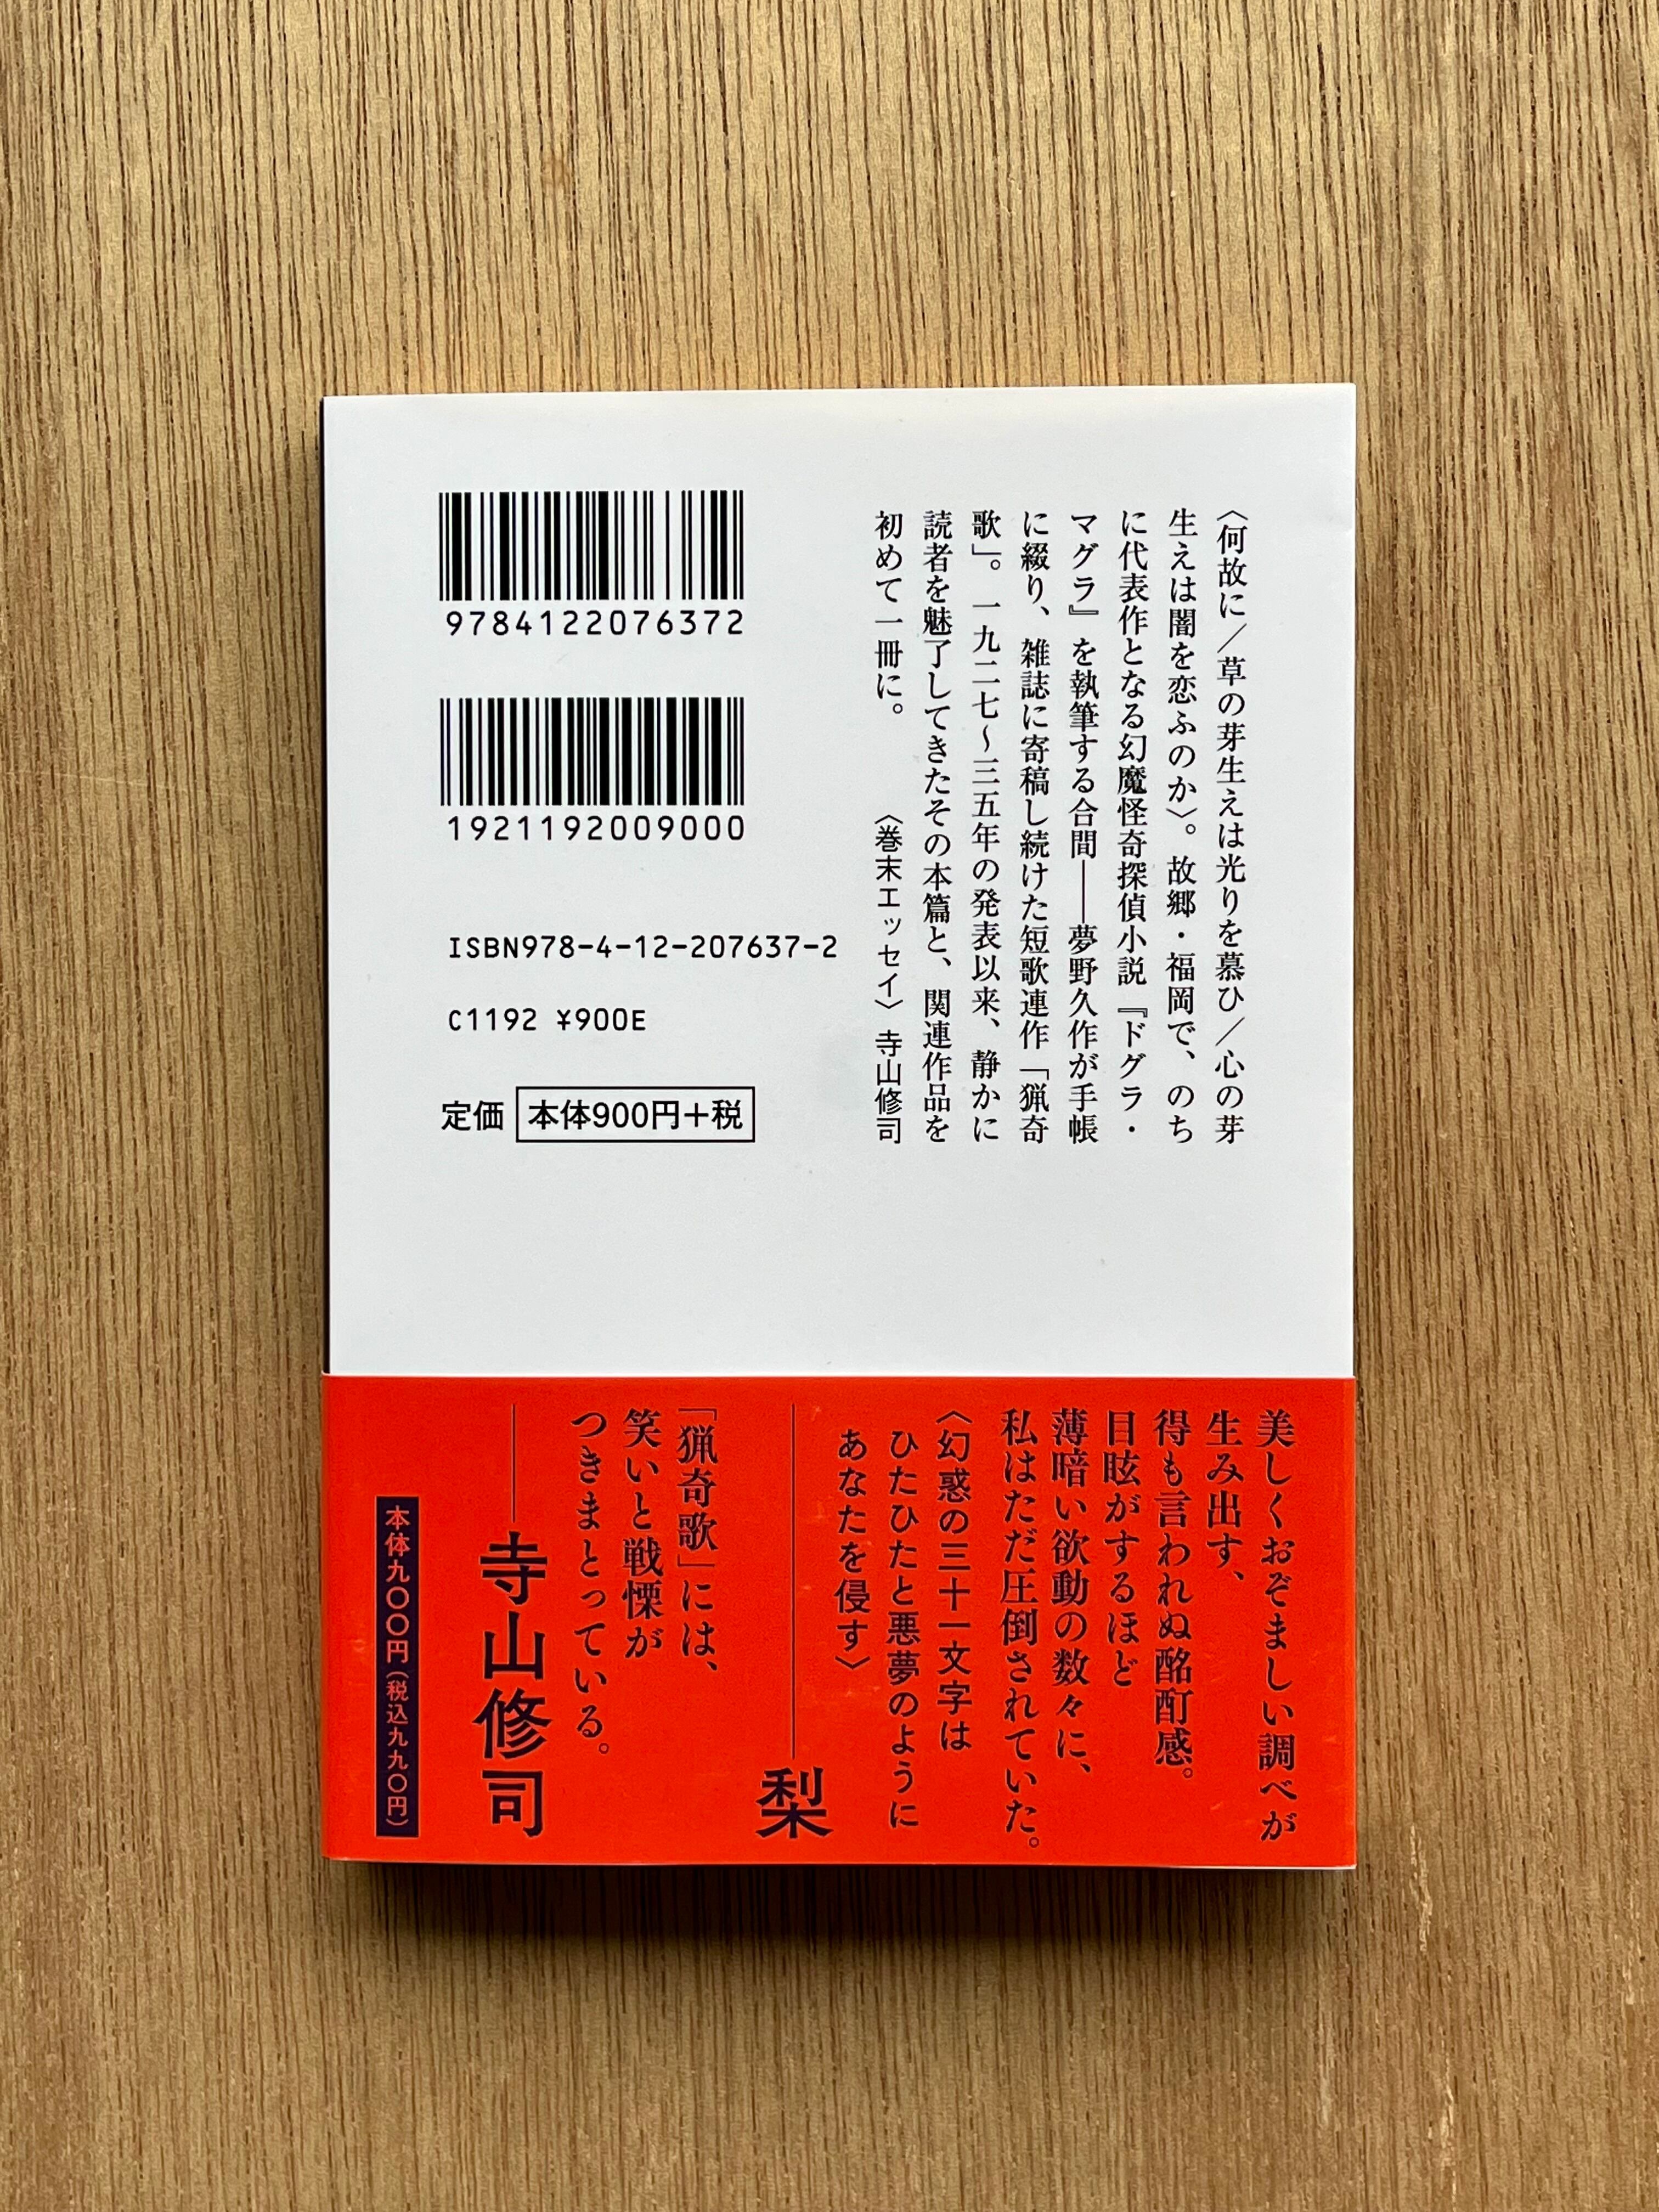 〈何故に／草の芽生えは光りを慕ひ／心の芽
生えは闇を恋ふのか〉。故郷・福岡で、のち
に代表作となる幻魔怪奇探偵小説『ドグラ・
マグラ』を執筆する合間――夢野久作が手帳
に綴り、雑誌に寄稿し続けた短歌連作「猟奇
歌」。一九二七～三五年の発表以来、静かに
読者を魅了してきたその本篇と、関連作品を
初めて一冊に。　〈巻末エッセイ〉寺山修司
9784122076372
1921192009000
ISBN978-4-12-207637-2
C1192 ¥900E
定価 本体900円+税
美しくおぞましい調べが
生み出す、
得も言われぬ酩酊感。
目眩がするほど
薄暗い欲動の数々に、
私はただ圧倒されていた。
〈幻惑の三十一文字は
ひたひたと悪夢のように
あなたを侵す〉
――梨
「猟奇歌」には、
笑いと戦慄が
つきまとっている。
――寺山修司
本体九〇〇円（税込九九〇円）